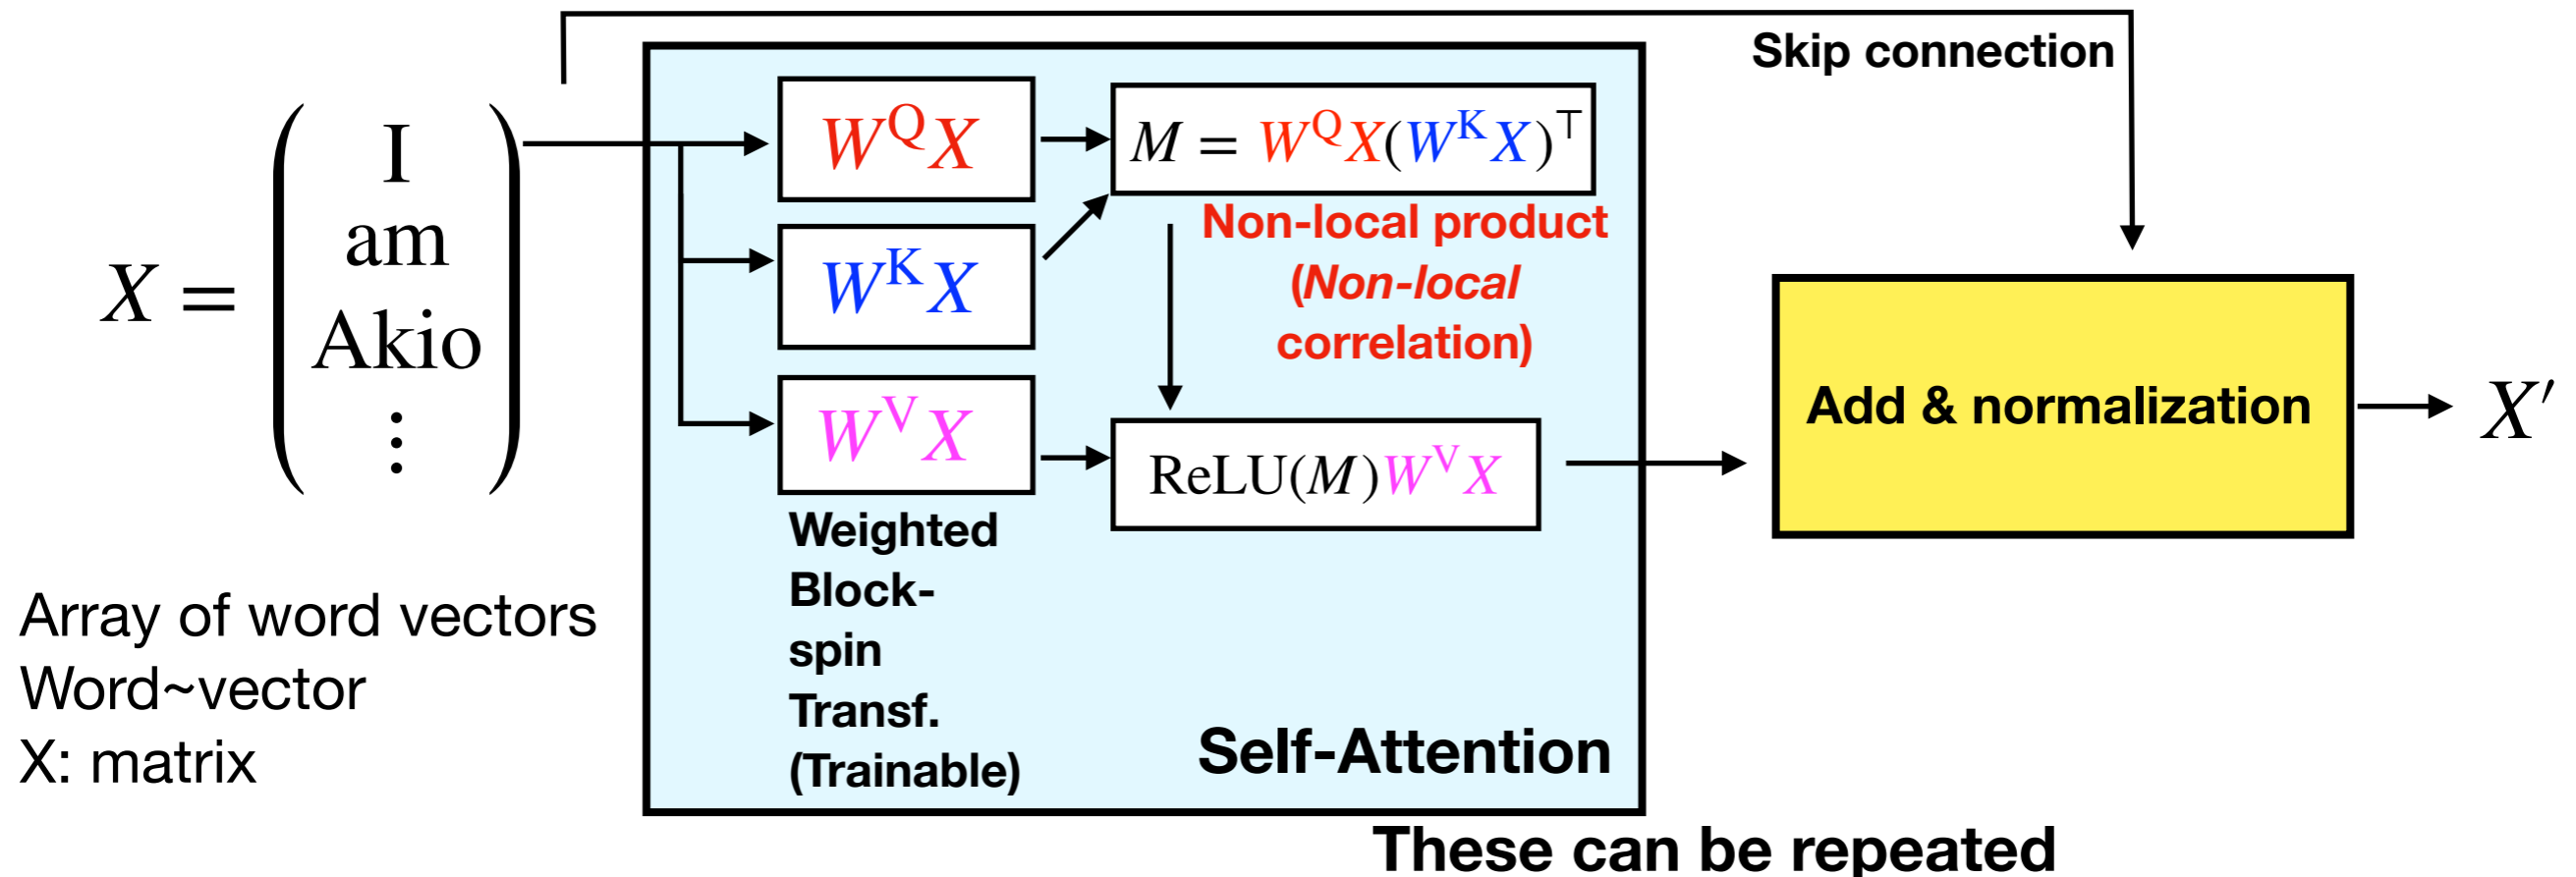 Skip connection
X = ( I
am
Akio
⋮ )
W^Q X
M = W^Q X(W^K X)^⊤
Non-local product
(Non-local
correlation)
W^K X
W^V X
ReLU(M)W^V X
Weighted
Block-
spin
Transf.
(Trainable)
Self-Attention
Add & normalization
X′
Array of word vectors
Word~vector
X: matrix
These can be repeated